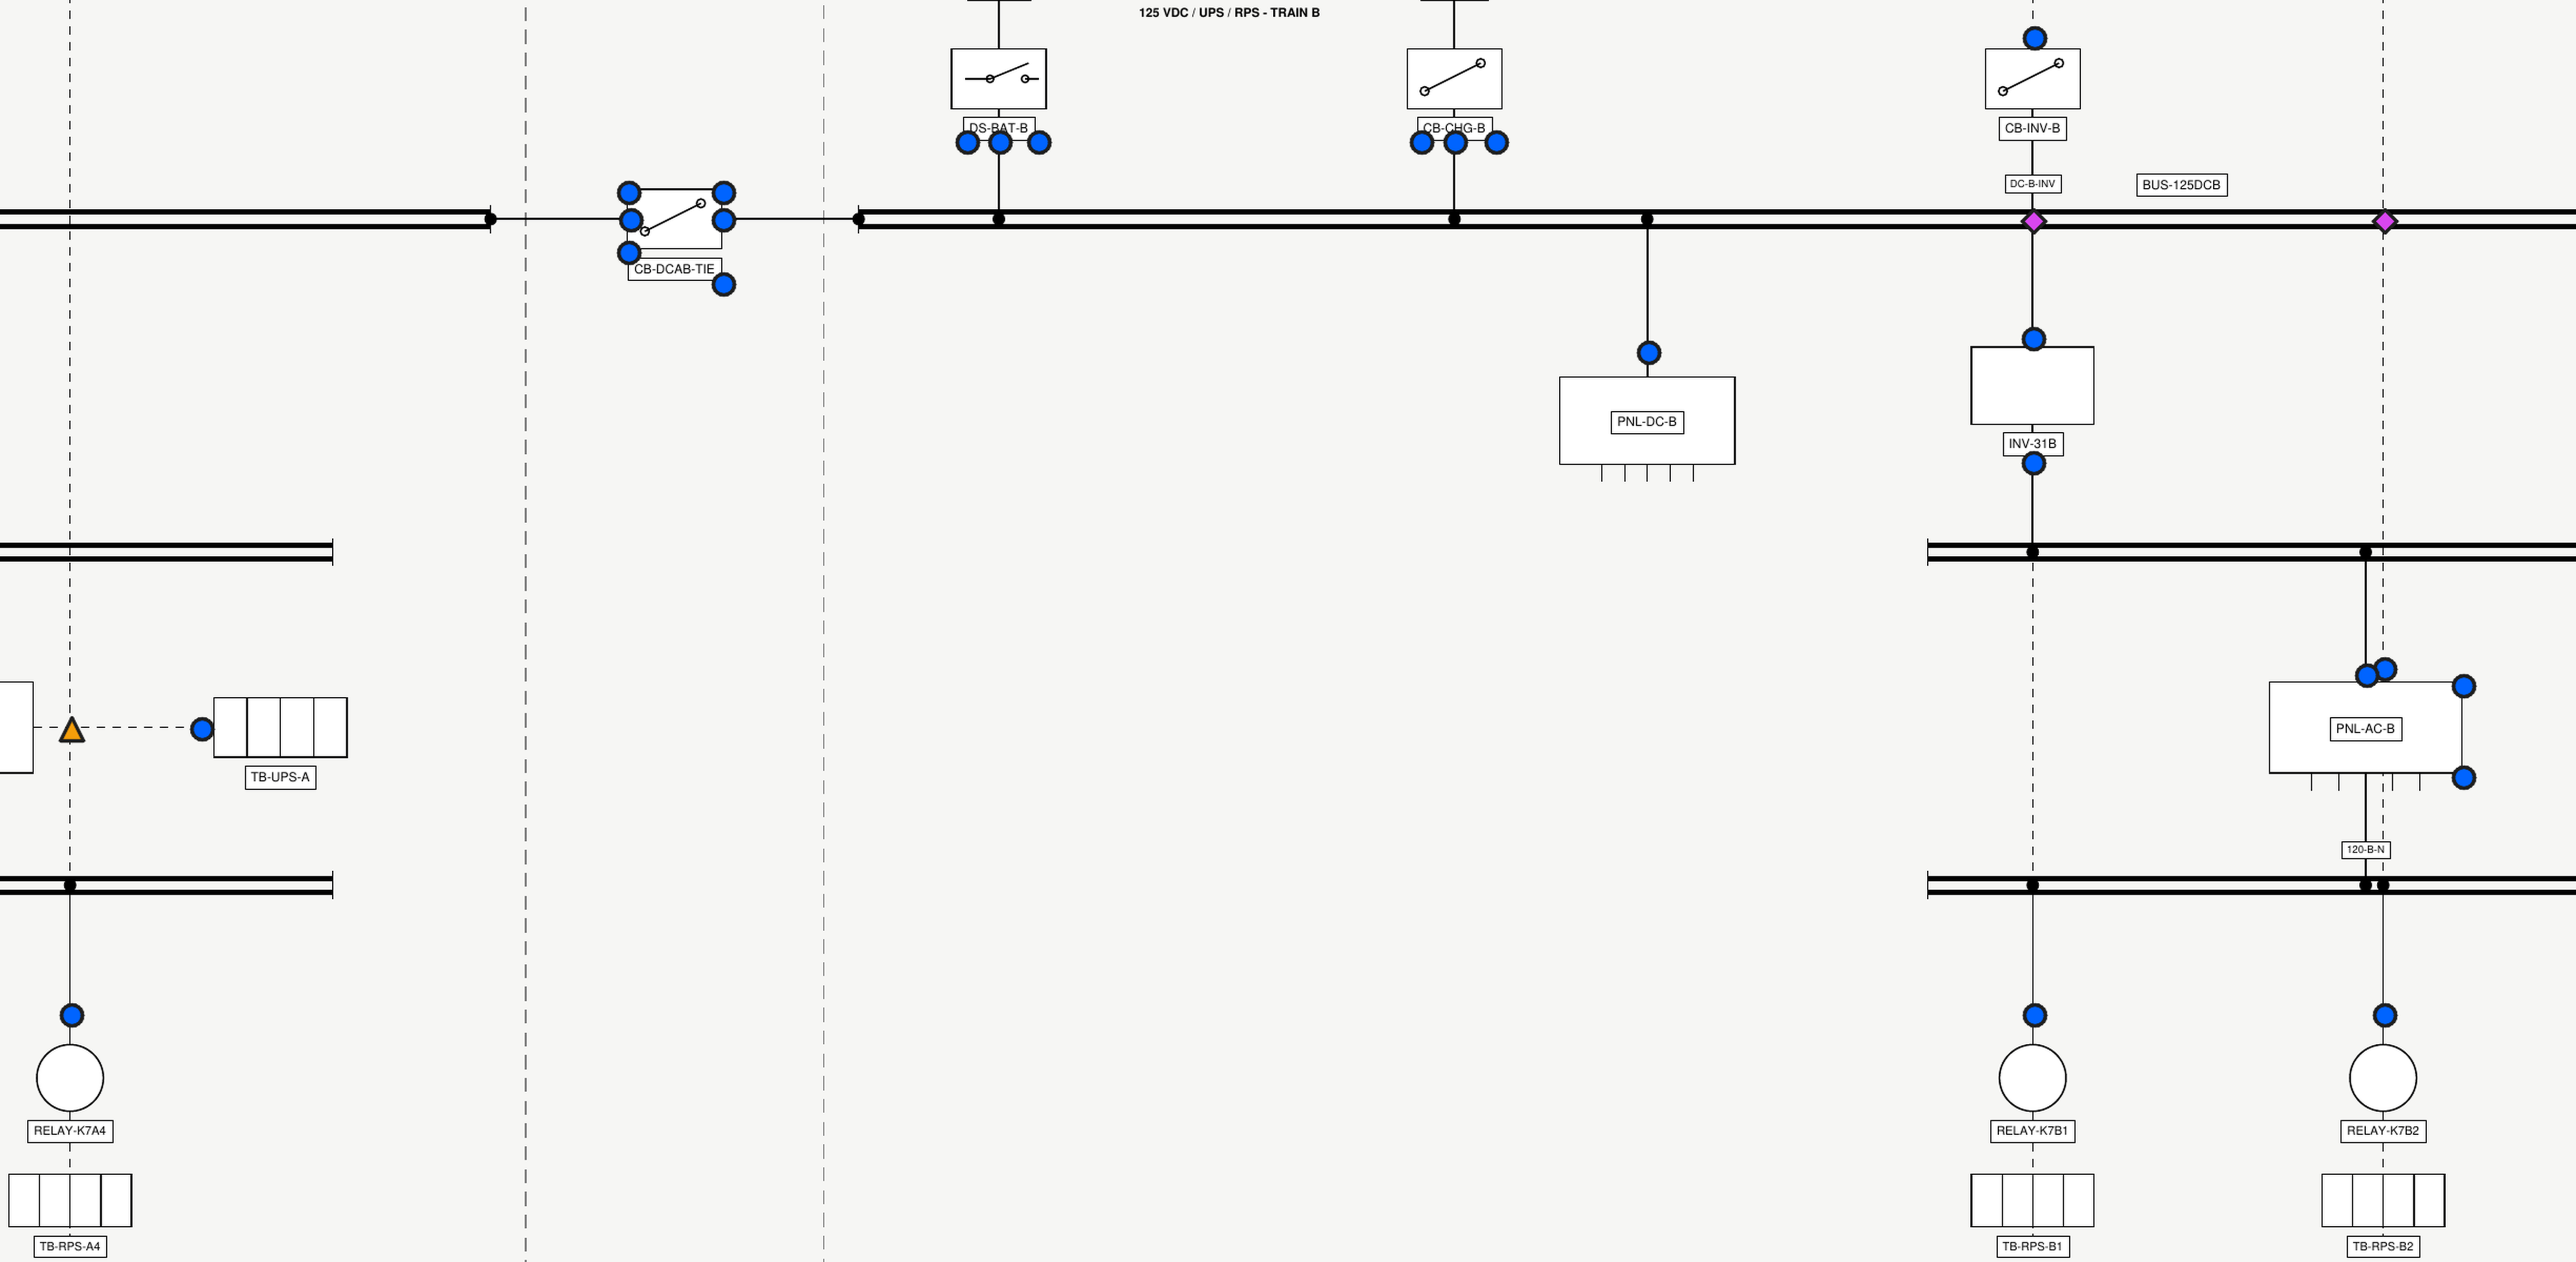 125 VDC / UPS / RPS - TRAIN B
DS-BAT-B
CB-CHG-B
CB-INV-B
DC-B-INV
BUS-125DCB
CB-DCAB-TIE
PNL-DC-B
INV-31B
PNL-AC-B
TB-UPS-A
120-B-N
RELAY-K7A4
RELAY-K7B1
RELAY-K7B2
TB-RPS-A4
TB-RPS-B1
TB-RPS-B2